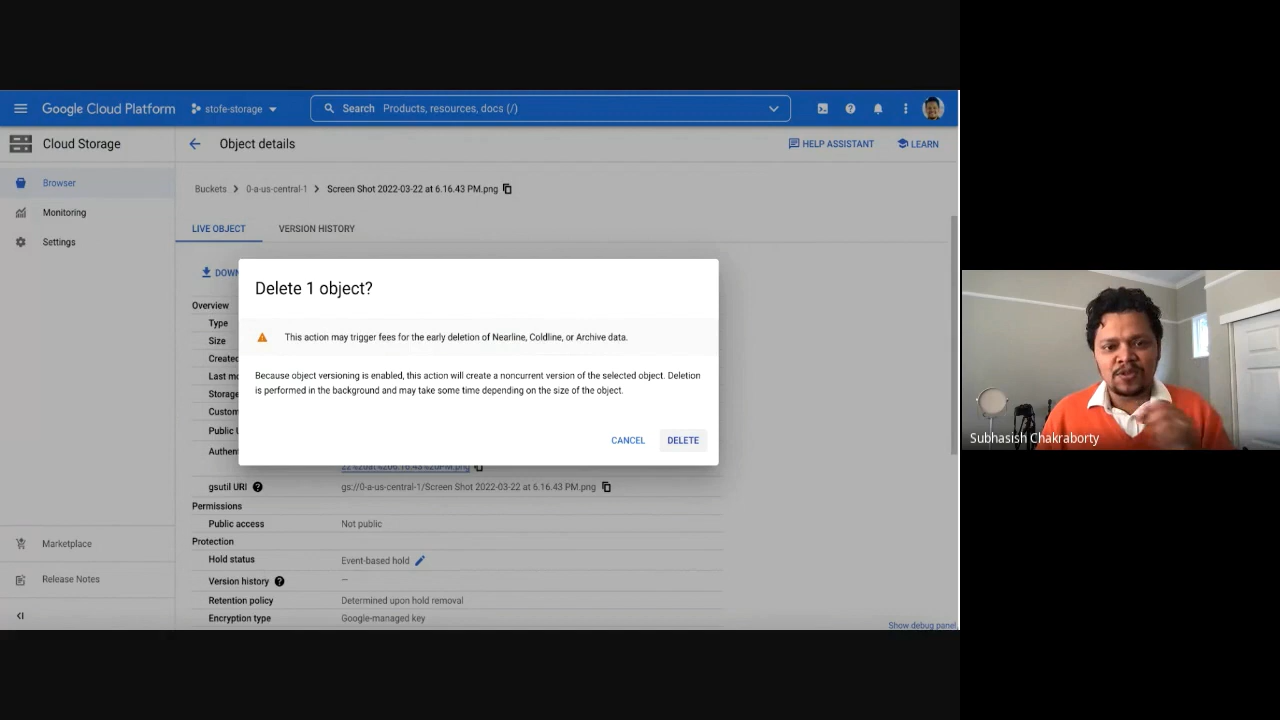 Google Cloud Platform
stofe-storage
Search Products, resources, docs (/)
Cloud Storage
Object details
HELP ASSISTANT
LEARN
Browser
Monitoring
Settings
Buckets
0-a-us-central-1
Screen Shot 2022-03-22 at 6.16.43 PM.png
LIVE OBJECT
VERSION HISTORY
DOWN
Delete 1 object?
This action may trigger fees for the early deletion of Nearline, Coldline, or Archive data.
Because object versioning is enabled, this action will create a noncurrent version of the selected object. Deletion
is performed in the background and may take some time depending on the size of the object.
CANCEL
DELETE
Overview
Type
Size
Created
Last mo
Storage
Custom
Public U
Authen
gsutil URI
gs://0-a-us-central-1/Screen Shot 2022-03-22 at 6.16.43 PM.png
Permissions
Public access
Not public
Protection
Hold status
Event-based hold
Version history
—
Retention policy
Determined upon hold removal
Encryption type
Google-managed key
Marketplace
Release Notes
Show debug panel
Subhasish Chakraborty